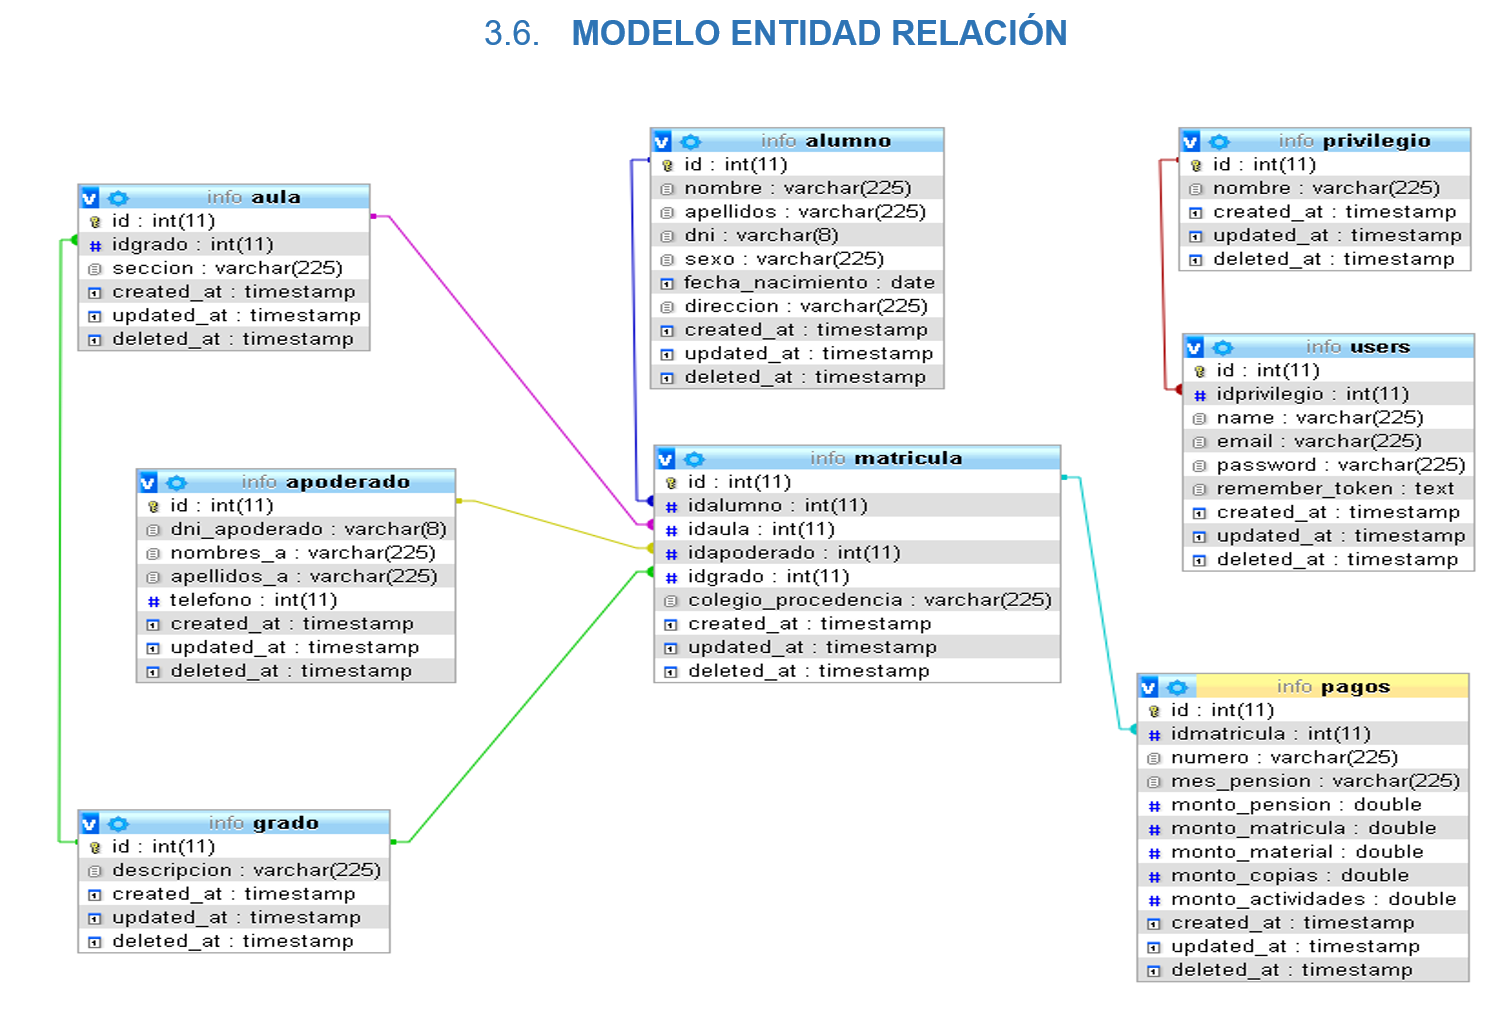 3.6. MODELO ENTIDAD RELACIÓN
info aula
id : int(11)
idgrado : int(11)
seccion : varchar(225)
created_at : timestamp
updated_at : timestamp
deleted_at : timestamp
info alumno
id : int(11)
nombre : varchar(225)
apellidos : varchar(225)
dni : varchar(8)
sexo : varchar(225)
fecha_nacimiento : date
direccion : varchar(225)
created_at : timestamp
updated_at : timestamp
deleted_at : timestamp
info privilegio
id : int(11)
nombre : varchar(225)
created_at : timestamp
updated_at : timestamp
deleted_at : timestamp
info users
id : int(11)
idprivilegio : int(11)
name : varchar(225)
email : varchar(225)
password : varchar(225)
remember_token : text
created_at : timestamp
updated_at : timestamp
deleted_at : timestamp
info apoderado
id : int(11)
dni_apoderado : varchar(8)
nombres_a : varchar(225)
apellidos_a : varchar(225)
telefono : int(11)
created_at : timestamp
updated_at : timestamp
deleted_at : timestamp
info matricula
id : int(11)
idalumno : int(11)
idaula : int(11)
idapoderado : int(11)
idgrado : int(11)
colegio_procedencia : varchar(225)
created_at : timestamp
updated_at : timestamp
deleted_at : timestamp
info pagos
id : int(11)
idmatricula : int(11)
numero : varchar(225)
mes_pension : varchar(225)
monto_pension : double
monto_matricula : double
monto_material : double
monto_copias : double
monto_actividades : double
created_at : timestamp
updated_at : timestamp
deleted_at : timestamp
info grado
id : int(11)
descripcion : varchar(225)
created_at : timestamp
updated_at : timestamp
deleted_at : timestamp